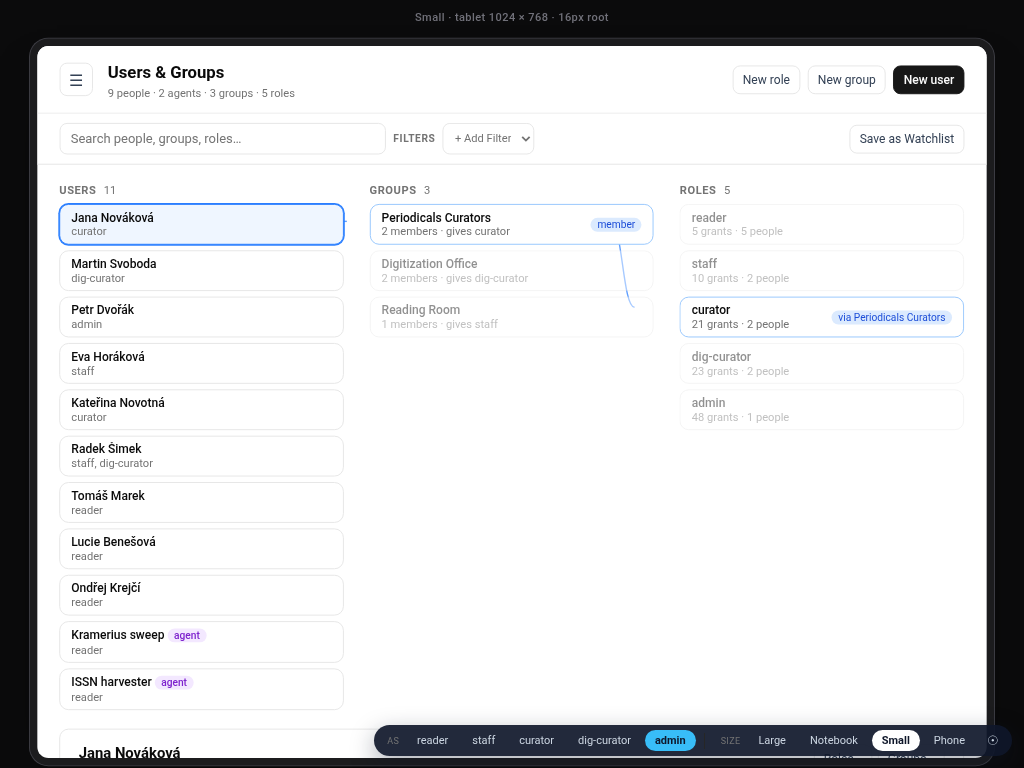 Small · tablet 1024 × 768 · 16px root
Users & Groups
9 people · 2 agents · 3 groups · 5 roles
New role
New group
New user
Search people, groups, roles…
FILTERS
+ Add Filter
Save as Watchlist
USERS 11
Jana Nováková
curator
Martin Svoboda
dig-curator
Petr Dvořák
admin
Eva Horáková
staff
Kateřina Novotná
curator
Radek Šimek
staff, dig-curator
Tomáš Marek
reader
Lucie Benešová
reader
Ondřej Krejčí
reader
Kramerius sweep agent
reader
ISSN harvester agent
reader
GROUPS 3
Periodicals Curators
2 members · gives curator
member
Digitization Office
2 members · gives dig-curator
Reading Room
1 members · gives staff
ROLES 5
reader
5 grants · 5 people
staff
10 grants · 2 people
curator
21 grants · 2 people
via Periodicals Curators
dig-curator
23 grants · 2 people
admin
48 grants · 1 people
Jana Nováková
AS reader staff curator dig-curator admin SIZE Large Notebook Small Phone